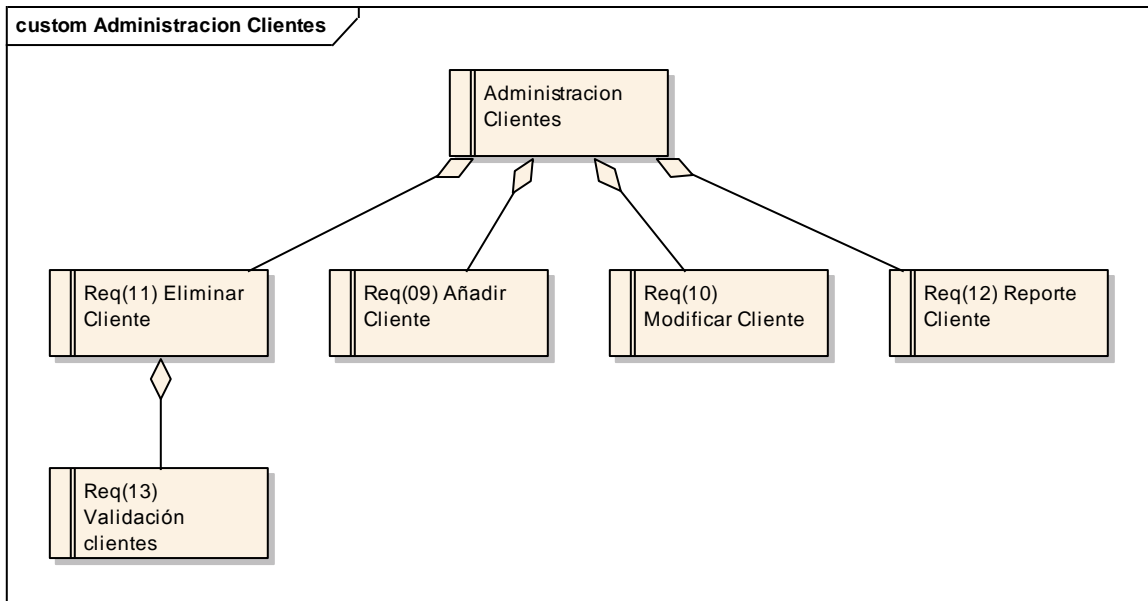 custom Administracion Clientes
Administracion
Clientes
Req(11) Eliminar
Cliente
Req(09) Añadir
Cliente
Req(10)
Modificar Cliente
Req(12) Reporte
Cliente
Req(13)
Validación
clientes